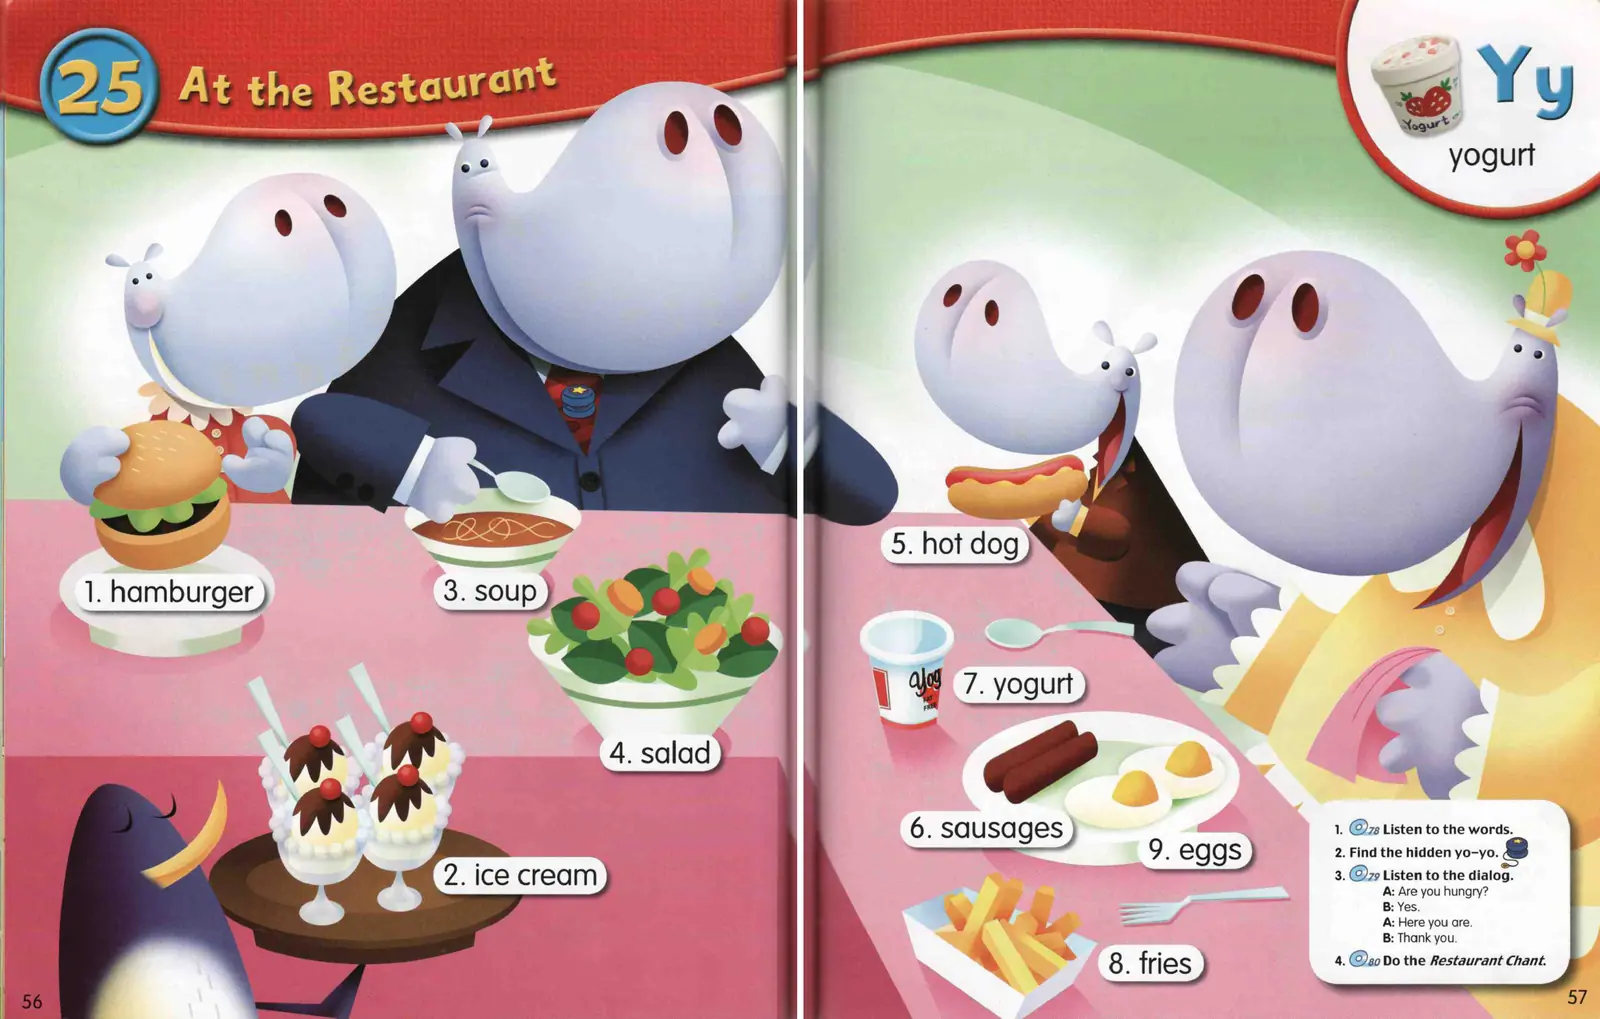 25
At the Restaurant
Yogurt
Yy
yogurt
1. hamburger
3. soup
4. salad
2. ice cream
56
5. hot dog
Yog
FAT
FREE
7. yogurt
6. sausages
9. eggs
8. fries
1. 78 Listen to the words.
2. Find the hidden yo-yo.
3. 79 Listen to the dialog.
A: Are you hungry?
B: Yes.
A: Here you are.
B: Thank you.
4. 80 Do the Restaurant Chant.
57